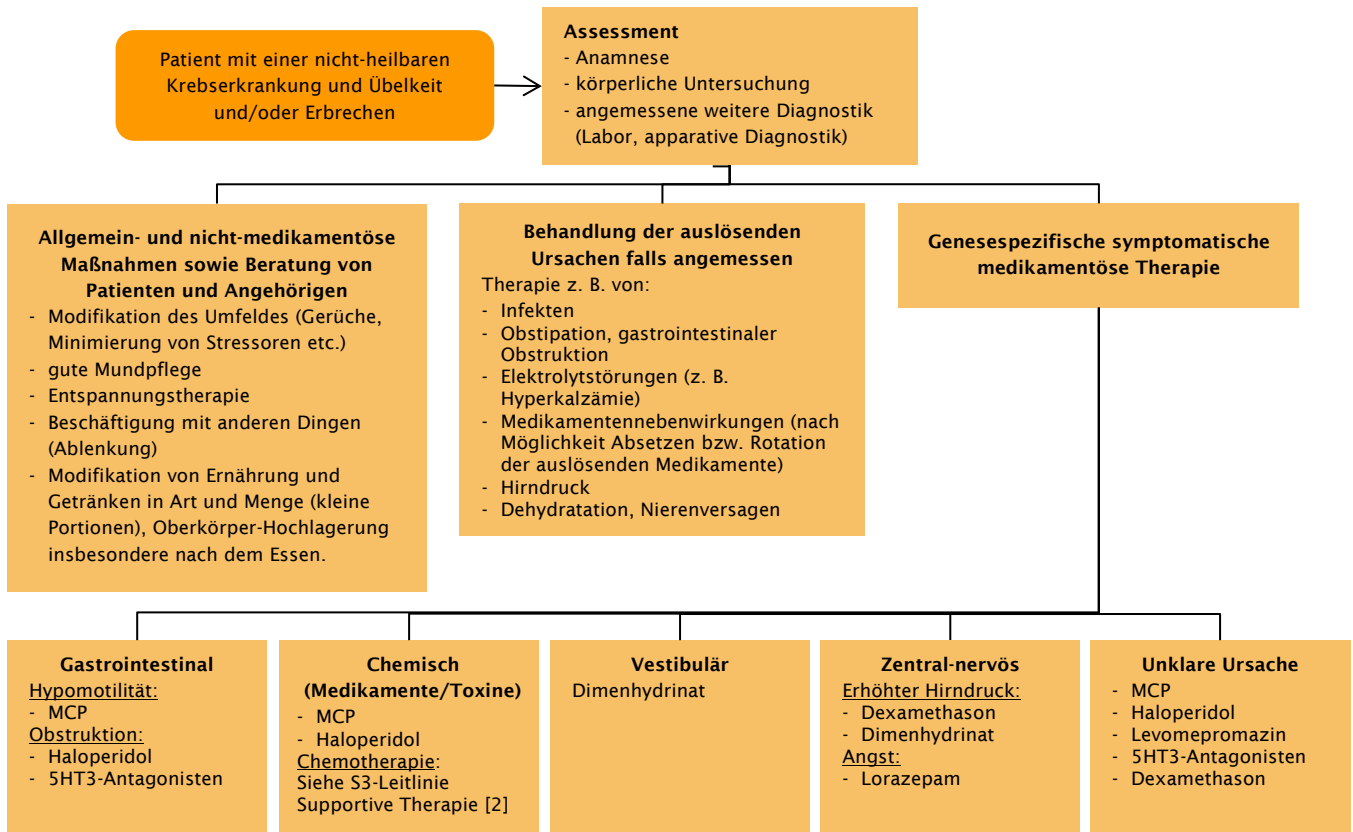 Patient mit einer nicht-heilbaren
Krebserkrankung und Übelkeit
und/oder Erbrechen
Assessment
- Anamnese
- körperliche Untersuchung
- angemessene weitere Diagnostik
(Labor, apparative Diagnostik)
Allgemein- und nicht-medikamentöse
Maßnahmen sowie Beratung von
Patienten und Angehörigen
- Modifikation des Umfeldes (Gerüche,
Minimierung von Stressoren etc.)
- gute Mundpflege
- Entspannungstherapie
- Beschäftigung mit anderen Dingen
(Ablenkung)
- Modifikation von Ernährung und
Getränken in Art und Menge (kleine
Portionen), Oberkörper-Hochlagerung
insbesondere nach dem Essen.
Behandlung der auslösenden
Ursachen falls angemessen
Therapie z. B. von:
- Infekten
- Obstipation, gastrointestinaler
Obstruktion
- Elektrolytstörungen (z. B.
Hyperkalzämie)
- Medikamentennebenwirkungen (nach
Möglichkeit Absetzen bzw. Rotation
der auslösenden Medikamente)
- Hirndruck
- Dehydratation, Nierenversagen
Genesespezifische symptomatische
medikamentöse Therapie
Gastrointestinal
Hypomotilität:
- MCP
Obstruktion:
- Haloperidol
- 5HT3-Antagonisten
Chemisch
(Medikamente/Toxine)
- MCP
- Haloperidol
Chemotherapie:
Siehe S3-Leitlinie
Supportive Therapie [2]
Vestibulär
Dimenhydrinat
Zentral-nervös
Erhöhter Hirndruck:
- Dexamethason
- Dimenhydrinat
Angst:
- Lorazepam
Unklare Ursache
- MCP
- Haloperidol
- Levomepromazin
- 5HT3-Antagonisten
- Dexamethason